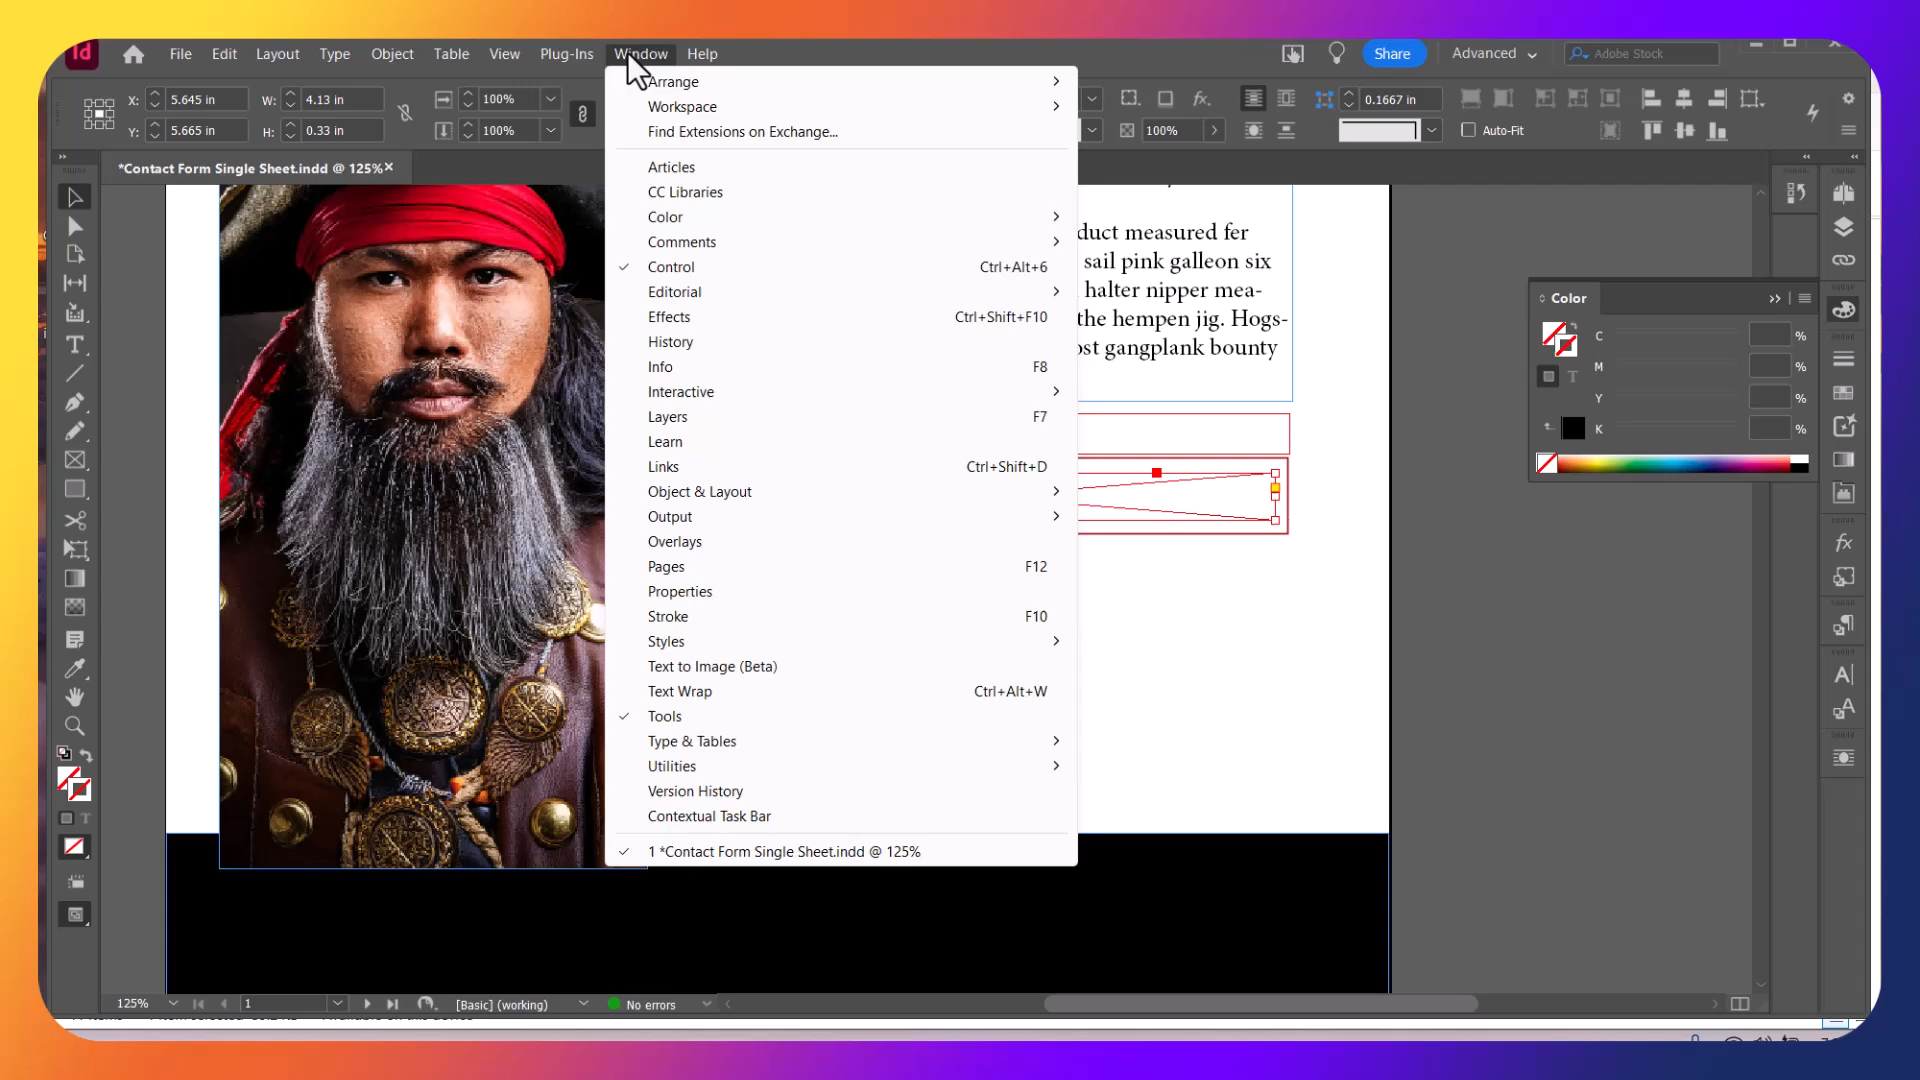 Id File Edit Layout Type Object Table View Plug-Ins Window Help Share Advanced Adobe Stock
X: 5.645 in W: 4.13 in 100% fx. 0.1667 in
Y: 5.665 in H: 0.33 in 100% 100% Auto-Fit
*Contact Form Single Sheet.indd @ 125%
Arrange
Workspace
Find Extensions on Exchange...
Articles
CC Libraries
Color
Comments
Control Ctrl+Alt+6
Editorial
Effects Ctrl+Shift+F10
History
Info F8
Interactive
Layers F7
Learn
Links Ctrl+Shift+D
Object & Layout
Output
Overlays
Pages F12
Properties
Stroke F10
Styles
Text to Image (Beta)
Text Wrap Ctrl+Alt+W
Tools
Type & Tables
Utilities
Version History
Contextual Task Bar
1 *Contact Form Single Sheet.indd @ 125%
duct measured fer
sail pink galleon six
halter nipper mea-
the hempen jig. Hogs-
ost gangplank bounty
Color
C %
M %
Y %
K %
125% 1 [Basic] (working) No errors